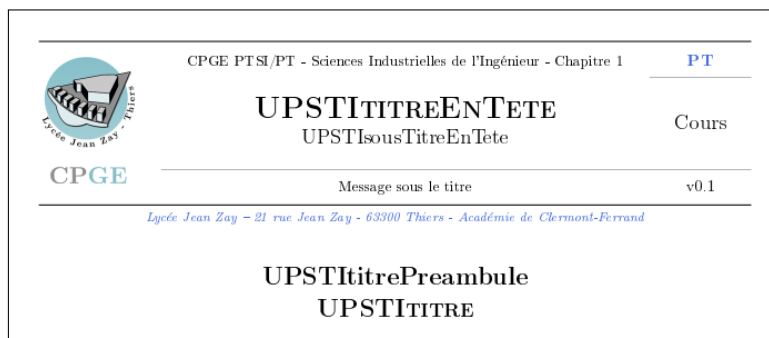 CPGE PTSI/PT - Sciences Industrielles de l'Ingénieur - Chapitre 1
PT
Lycée Jean Zay - Thiers
CPGE
UPSTITITREENTETE
UPSTIsousTitreEnTete
Cours
Message sous le titre
v0.1
Lycée Jean Zay – 21 rue Jean Zay - 63300 Thiers - Académie de Clermont-Ferrand
UPSTItitrePreambule
UPSTITITRE